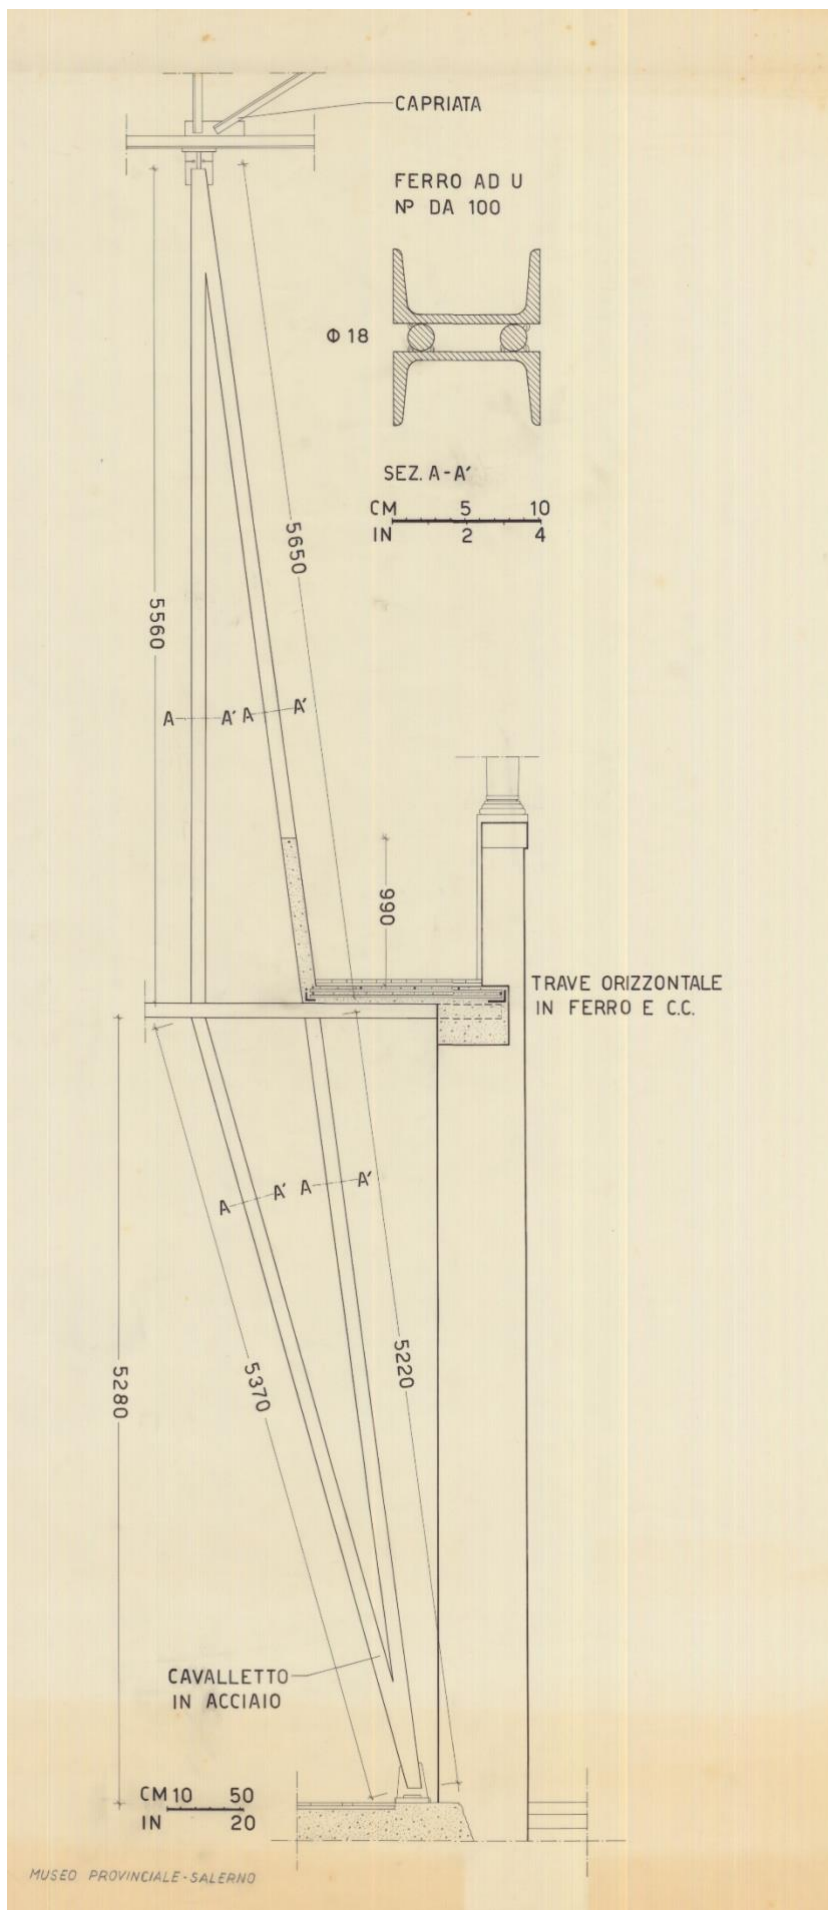 CAPRIATA
FERRO AD U
NP DA 100
Φ 18
SEZ. A-A'
CM 5 10
IN 2 4
5650
5560
A A' A A'
990
TRAVE ORIZZONTALE
IN FERRO E C.C.
A A' A A'
5220
5370
5280
CAVALLETTO
IN ACCIAIO
CM 10 50
IN 20
MUSEO PROVINCIALE-SALERNO